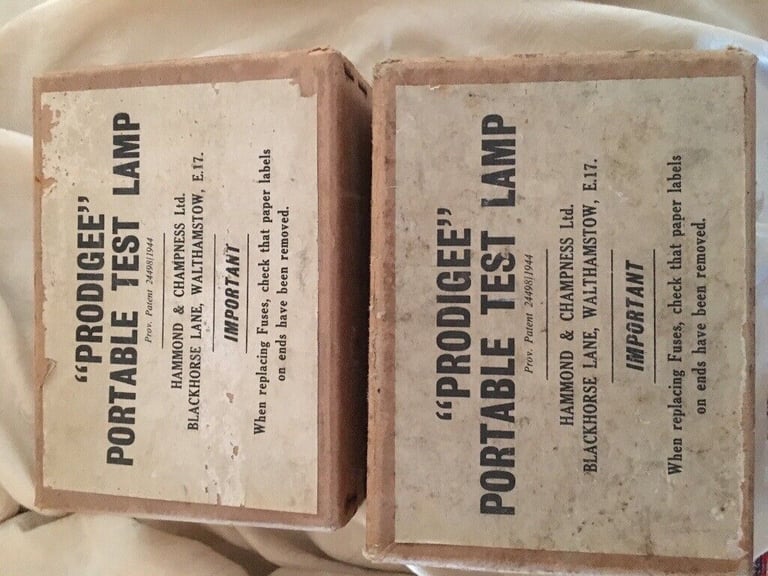 “PRODIGEE”
PORTABLE TEST LAMP
Prov. Patent 24498/1944
HAMMOND & CHAMPNESS Ltd.
BLACKHORSE LANE, WALTHAMSTOW, E.17.
IMPORTANT
When replacing Fuses, check that paper labels
on ends have been removed.
“PRODIGEE”
PORTABLE TEST LAMP
Prov. Patent 24498/1944
HAMMOND & CHAMPNESS Ltd.
BLACKHORSE LANE, WALTHAMSTOW, E.17.
IMPORTANT
When replacing Fuses, check that paper labels
on ends have been removed.